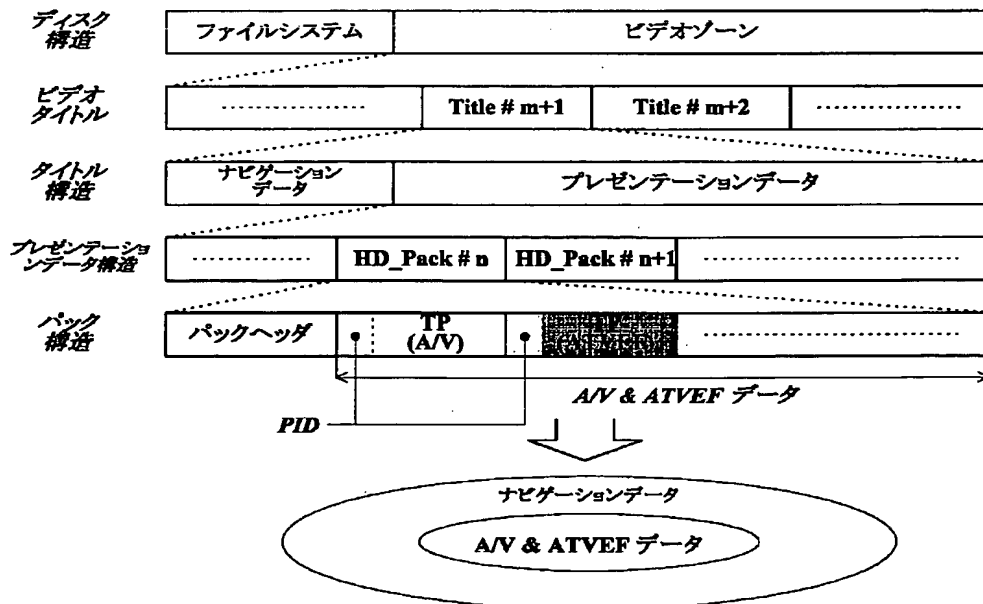 ディスク
構造
ファイルシステム
ビデオゾーン
ビデオ
タイトル
Title # m+1
Title # m+2
タイトル
構造
ナビゲーション
データ
プレゼンテーションデータ
プレゼンテーショ
ンデータ構造
HD_Pack # n
HD_Pack # n+1
パック
構造
パックヘッダ
TP
(A/V)
A/V & ATVEF データ
PID
ナビゲーションデータ
A/V & ATVEF データ